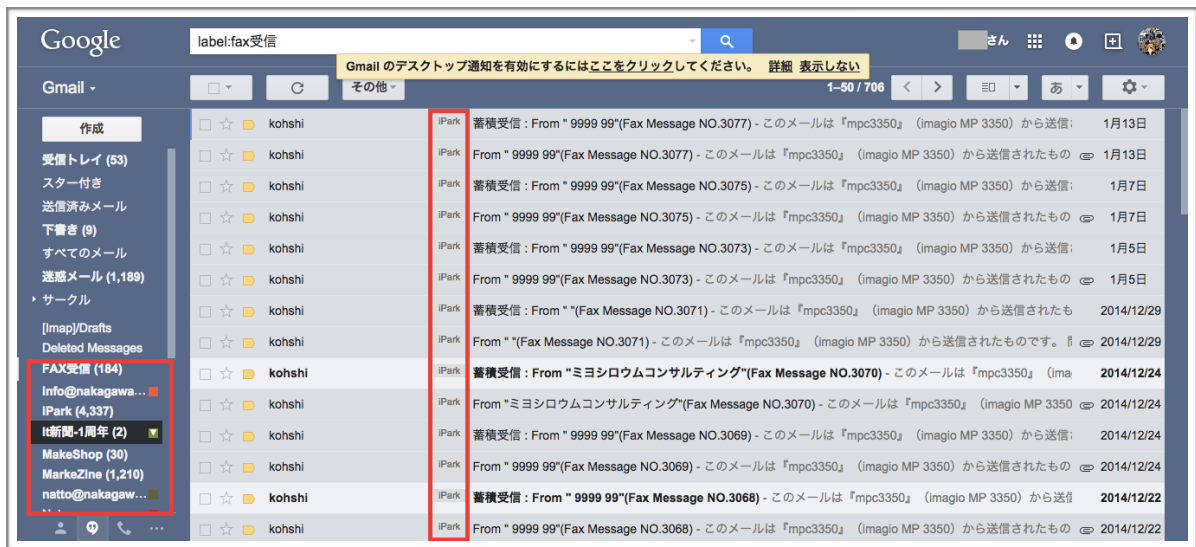 Google
label:fax受信
さん
Gmail のデスクトップ通知を有効にするにはここをクリックしてください。 詳細 表示しない
Gmail
その他
1–50 / 706
あ
作成
受信トレイ (53)
スター付き
送信済みメール
下書き (9)
すべてのメール
迷惑メール (1,189)
サークル
[Imap]/Drafts
Deleted Messages
FAX受信 (184)
Info@nakagawa...
iPark (4,337)
It新聞-1周年 (2)
MakeShop (30)
MarkeZine (1,210)
natto@nakagaw...
kohshi iPark 蓄積受信 : From " 9999 99"(Fax Message NO.3077) - このメールは『mpc3350』 （imagio MP 3350）から送信 1月13日
kohshi iPark From " 9999 99"(Fax Message NO.3077) - このメールは『mpc3350』 （imagio MP 3350）から送信されたもの 1月13日
kohshi iPark 蓄積受信 : From " 9999 99"(Fax Message NO.3075) - このメールは『mpc3350』 （imagio MP 3350）から送信 1月7日
kohshi iPark From " 9999 99"(Fax Message NO.3075) - このメールは『mpc3350』 （imagio MP 3350）から送信されたもの 1月7日
kohshi iPark 蓄積受信 : From " 9999 99"(Fax Message NO.3073) - このメールは『mpc3350』 （imagio MP 3350）から送信 1月5日
kohshi iPark From " 9999 99"(Fax Message NO.3073) - このメールは『mpc3350』 （imagio MP 3350）から送信されたもの 1月5日
kohshi iPark 蓄積受信 : From " "(Fax Message NO.3071) - このメールは『mpc3350』 （imagio MP 3350）から送信されたも 2014/12/29
kohshi iPark From " "(Fax Message NO.3071) - このメールは『mpc3350』 （imagio MP 3350）から送信されたものです。 2014/12/29
kohshi iPark 蓄積受信 : From "ミヨシロウムコンサルティング"(Fax Message NO.3070) - このメールは『mpc3350』 （ima 2014/12/24
kohshi iPark From "ミヨシロウムコンサルティング"(Fax Message NO.3070) - このメールは『mpc3350』 （imagio MP 3350 2014/12/24
kohshi iPark 蓄積受信 : From " 9999 99"(Fax Message NO.3069) - このメールは『mpc3350』 （imagio MP 3350）から送信 2014/12/24
kohshi iPark From " 9999 99"(Fax Message NO.3069) - このメールは『mpc3350』 （imagio MP 3350）から送信されたもの 2014/12/24
kohshi iPark 蓄積受信 : From " 9999 99"(Fax Message NO.3068) - このメールは『mpc3350』 （imagio MP 3350）から送信 2014/12/22
kohshi iPark From " 9999 99"(Fax Message NO.3068) - このメールは『mpc3350』 （imagio MP 3350）から送信されたもの 2014/12/22